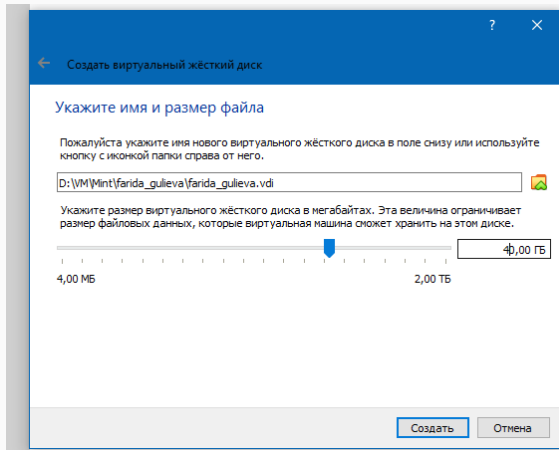 ?
Создать виртуальный жёсткий диск
Укажите имя и размер файла
Пожалуйста укажите имя нового виртуального жёсткого диска в поле снизу или используйте
кнопку с иконкой папки справа от него.
D:\VM\Mint\farida_gulieva\farida_gulieva.vdi
Укажите размер виртуального жёсткого диска в мегабайтах. Эта величина ограничивает
размер файловых данных, которые виртуальная машина сможет хранить на этом диске.
40,00 ГБ
4,00 МБ 2,00 ТБ
Создать Отмена